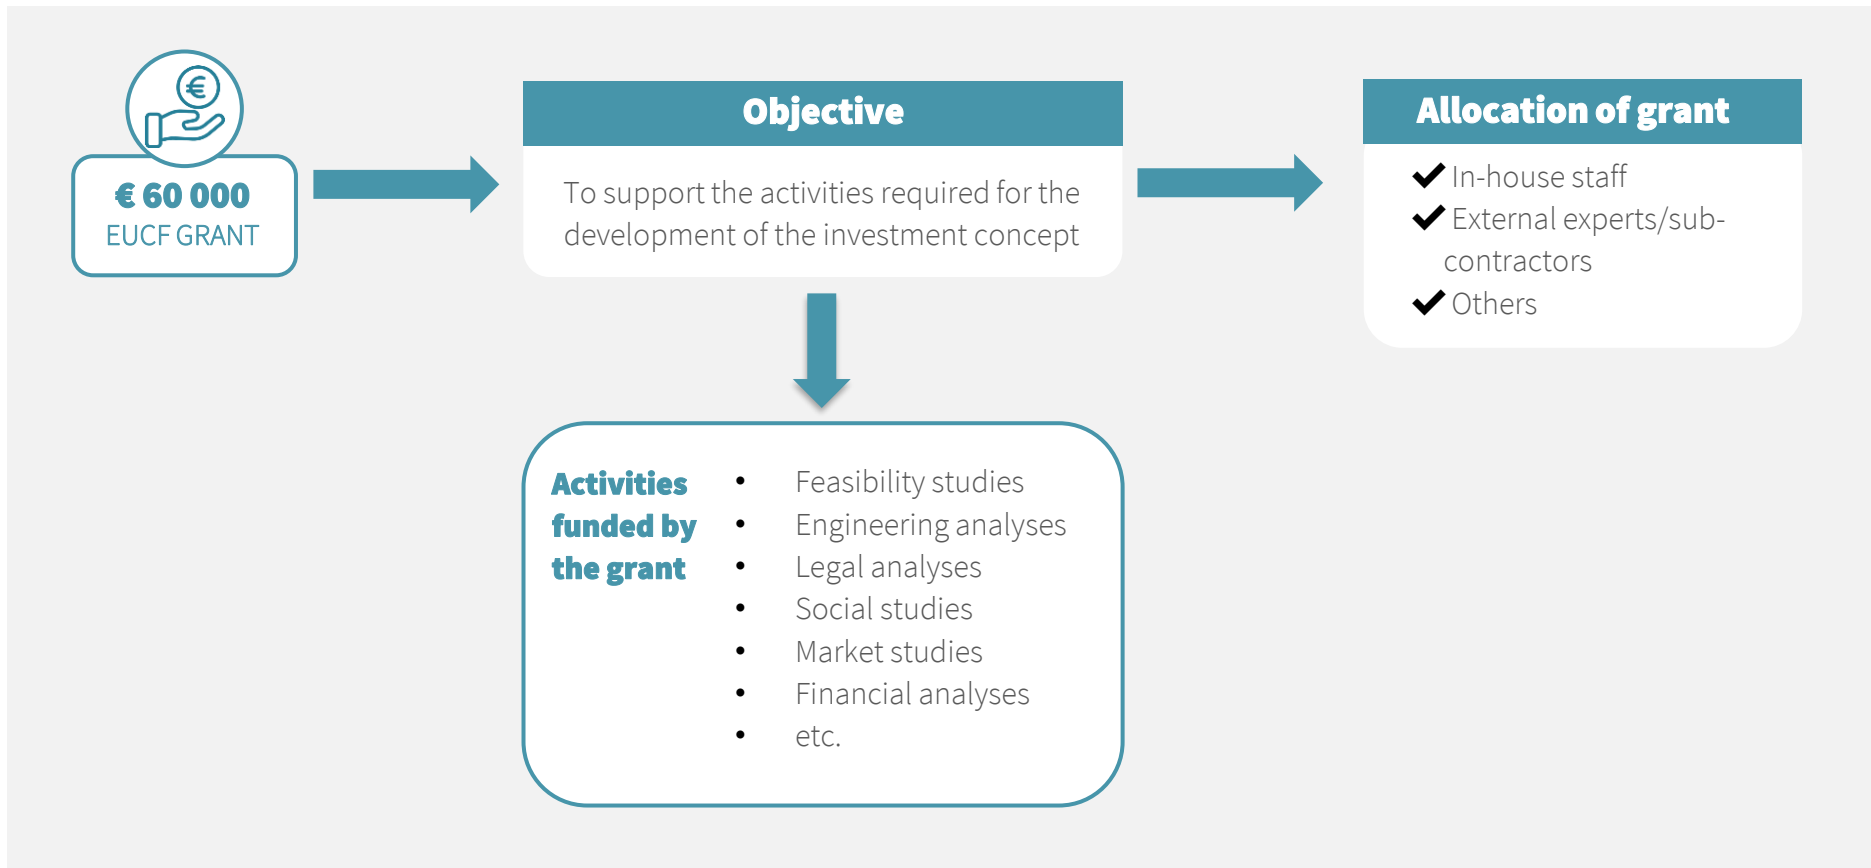 € 60 000
EUCF GRANT
Objective
To support the activities required for the
development of the investment concept
Allocation of grant
✔ In-house staff
✔ External experts/sub-
contractors
✔ Others
Activities
funded by
the grant
• Feasibility studies
• Engineering analyses
• Legal analyses
• Social studies
• Market studies
• Financial analyses
• etc.